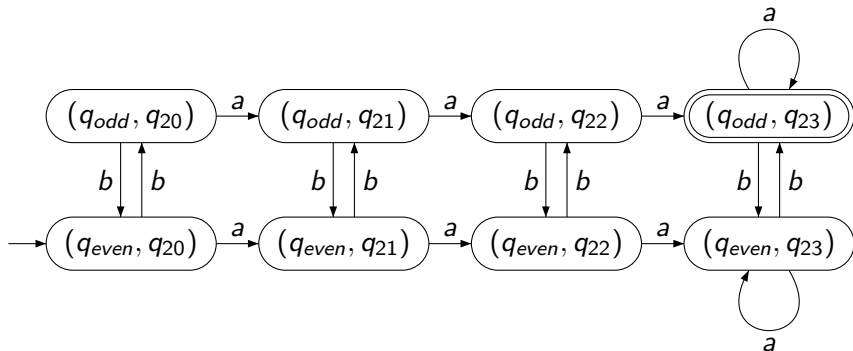 a
(q_odd, q_20) a (q_odd, q_21) a (q_odd, q_22) a (q_odd, q_23)
b b b b b b b b
(q_even, q_20) a (q_even, q_21) a (q_even, q_22) a (q_even, q_23)
a